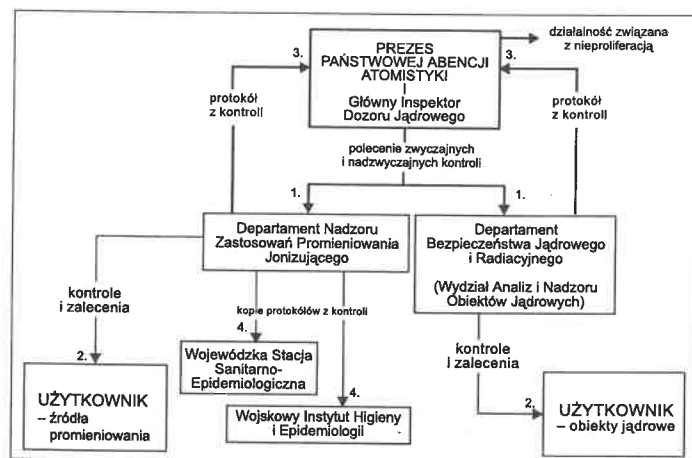 PREZES
PAŃSTWOWEJ ABENCJI
ATOMISTYKI
Główny Inspektor
Dozoru Jądrowego
działalność związana
z nieproliferacją
3.
3.
protokół
z kontroli
protokół
z kontroli
polecenie zwyczajnych
i nadzwyczajnych kontroli
1.
1.
Departament Nadzoru
Zastosowań Promieniowania
Jonizującego
Departament
Bezpieczeństwa Jądrowego
i Radiacyjnego
(Wydział Analiz i Nadzoru
Obiektów Jądrowych)
kontrole
i zalecenia
kopie protokółów z kontroli
4.
Wojewódzka Stacja
Sanitarno-
Epidemiologiczna
kontrole
i zalecenia
2.
UŻYTKOWNIK
– źródła
promieniowania
4.
Wojskowy Instytut Higieny
i Epidemiologii
2.
UŻYTKOWNIK
– obiekty jądrowe